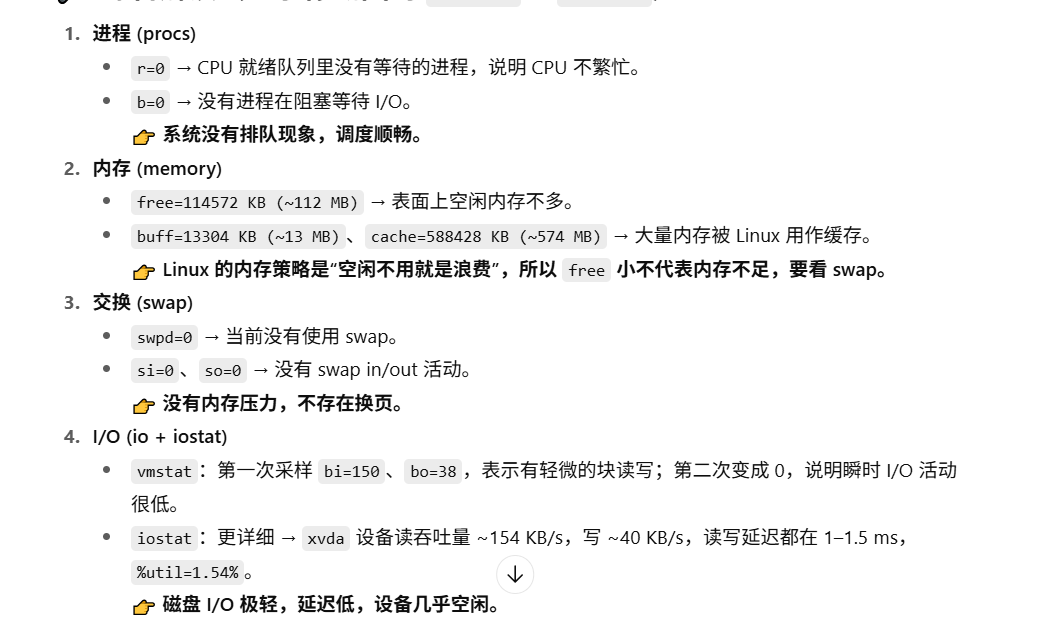 1. 进程 (procs)
• r=0 → CPU 就绪队列里没有等待的进程，说明 CPU 不繁忙。
• b=0 → 没有进程在阻塞等待 I/O。
👉 系统没有排队现象，调度顺畅。
2. 内存 (memory)
• free=114572 KB (~112 MB) → 表面上空闲内存不多。
• buff=13304 KB (~13 MB)、cache=588428 KB (~574 MB) → 大量内存被 Linux 用作缓存。
👉 Linux 的内存策略是“空闲不用就是浪费”，所以 free 小不代表内存不足，要看 swap。
3. 交换 (swap)
• swpd=0 → 当前没有使用 swap。
• si=0、so=0 → 没有 swap in/out 活动。
👉 没有内存压力，不存在换页。
4. I/O (io + iostat)
• vmstat：第一次采样 bi=150、bo=38，表示有轻微的块读写；第二次变成 0，说明瞬时 I/O 活动
很低。
• iostat：更详细 → xvda 设备读吞吐量 ~154 KB/s，写 ~40 KB/s，读写延迟都在 1–1.5 ms，
%util=1.54%。
👉 磁盘 I/O 极轻，延迟低，设备几乎空闲。